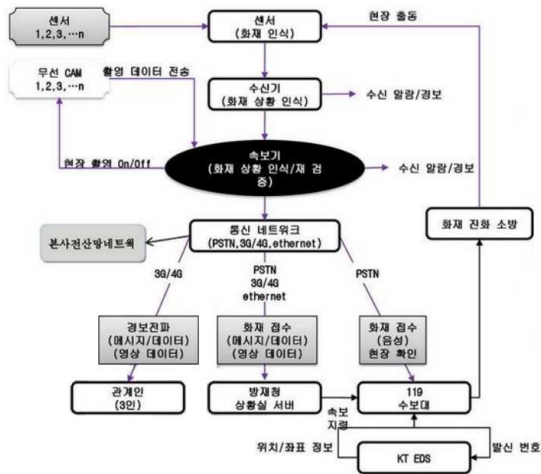 센서
1,2,3,…n
센서
(화재 인식)
현장 출동
무선 CAM
1,2,3,…n
촬영 데이터 전송
수신기
(화재 상황 인식)
수신 알람/경보
현장 촬영 On/Off
속보기
(화재 상황 인식/재 검
증)
수신 알람/경보
본사전산망네트웍
통신 네트워크
(PSTN,3G/4G,ethernet)
화재 진화 소방
3G/4G
PSTN
3G/4G
ethernet
PSTN
경보전파
(메시지/데이터)
(영상 데이터)
화재 접수
(메시지/데이터)
(영상 데이터)
화재 접수
(음성)
현장 확인
관계인
(3인)
방재청
상황실 서버
119
수보대
속보
지령
위치/좌표 정보
KT EDS
발신 번호